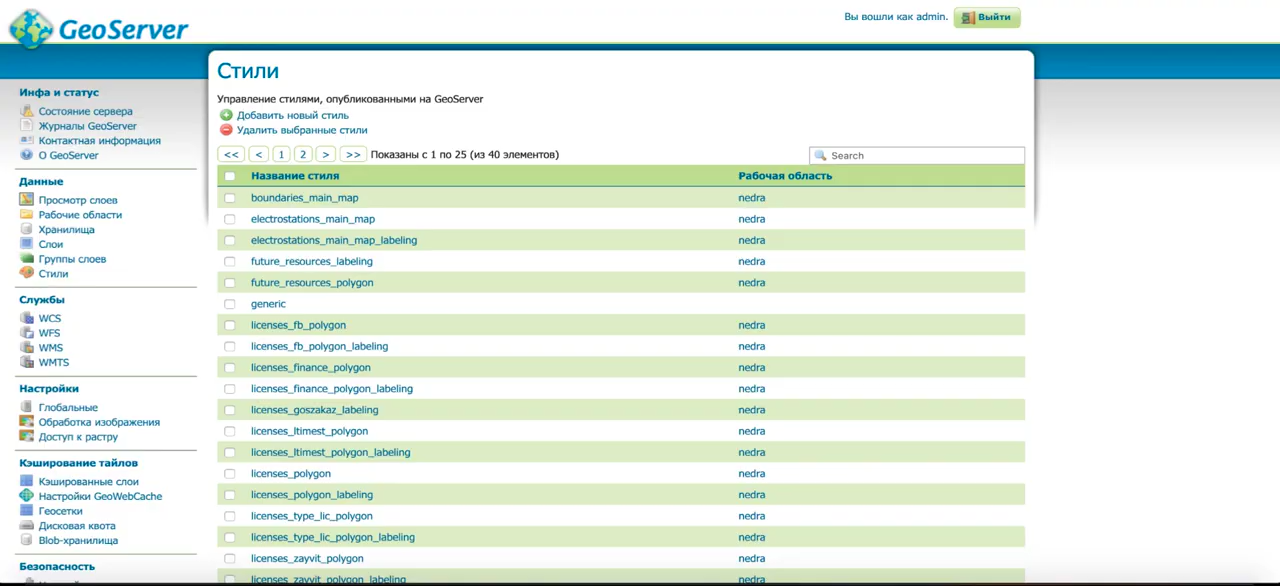 GeoServer
Вы вошли как admin. Выйти
Инфа и статус
Состояние сервера
Журналы GeoServer
Контактная информация
О GeoServer
Данные
Просмотр слоев
Рабочие области
Хранилища
Слои
Группы слоев
Стили
Службы
WCS
WFS
WMS
WMTS
Настройки
Глобальные
Обработка изображения
Доступ к растру
Кэширование тайлов
Кэшированные слои
Настройки GeoWebCache
Геосетки
Дисковая квота
Blob-хранилища
Безопасность
Стили
Управление стилями, опубликованными на GeoServer
Добавить новый стиль
Удалить выбранные стили
<< < 1 2 > >> Показаны с 1 по 25 (из 40 элементов) Search
Название стиля Рабочая область
boundaries_main_map nedra
electrostations_main_map nedra
electrostations_main_map_labeling nedra
future_resources_labeling nedra
future_resources_polygon nedra
generic
licenses_fb_polygon nedra
licenses_fb_polygon_labeling nedra
licenses_finance_polygon nedra
licenses_finance_polygon_labeling nedra
licenses_goszakaz_labeling nedra
licenses_ltimest_polygon nedra
licenses_ltimest_polygon_labeling nedra
licenses_polygon nedra
licenses_polygon_labeling nedra
licenses_type_lic_polygon nedra
licenses_type_lic_polygon_labeling nedra
licenses_zayvit_polygon nedra
licenses_zayvit_polygon_labeling nedra